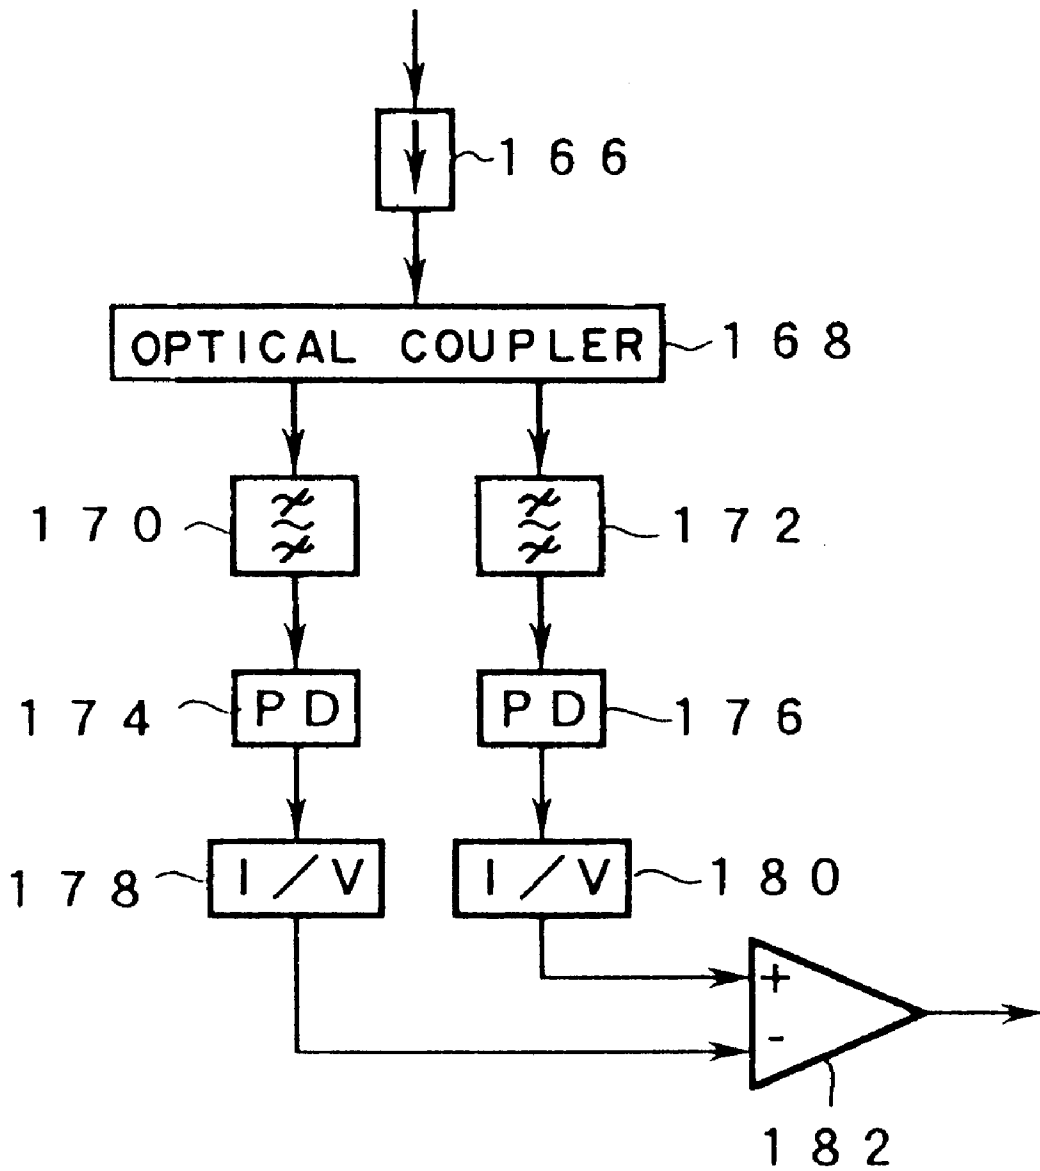 166
OPTICAL COUPLER
168
170
172
174
PD
PD
176
178
I/V
I/V
180
+
-
182